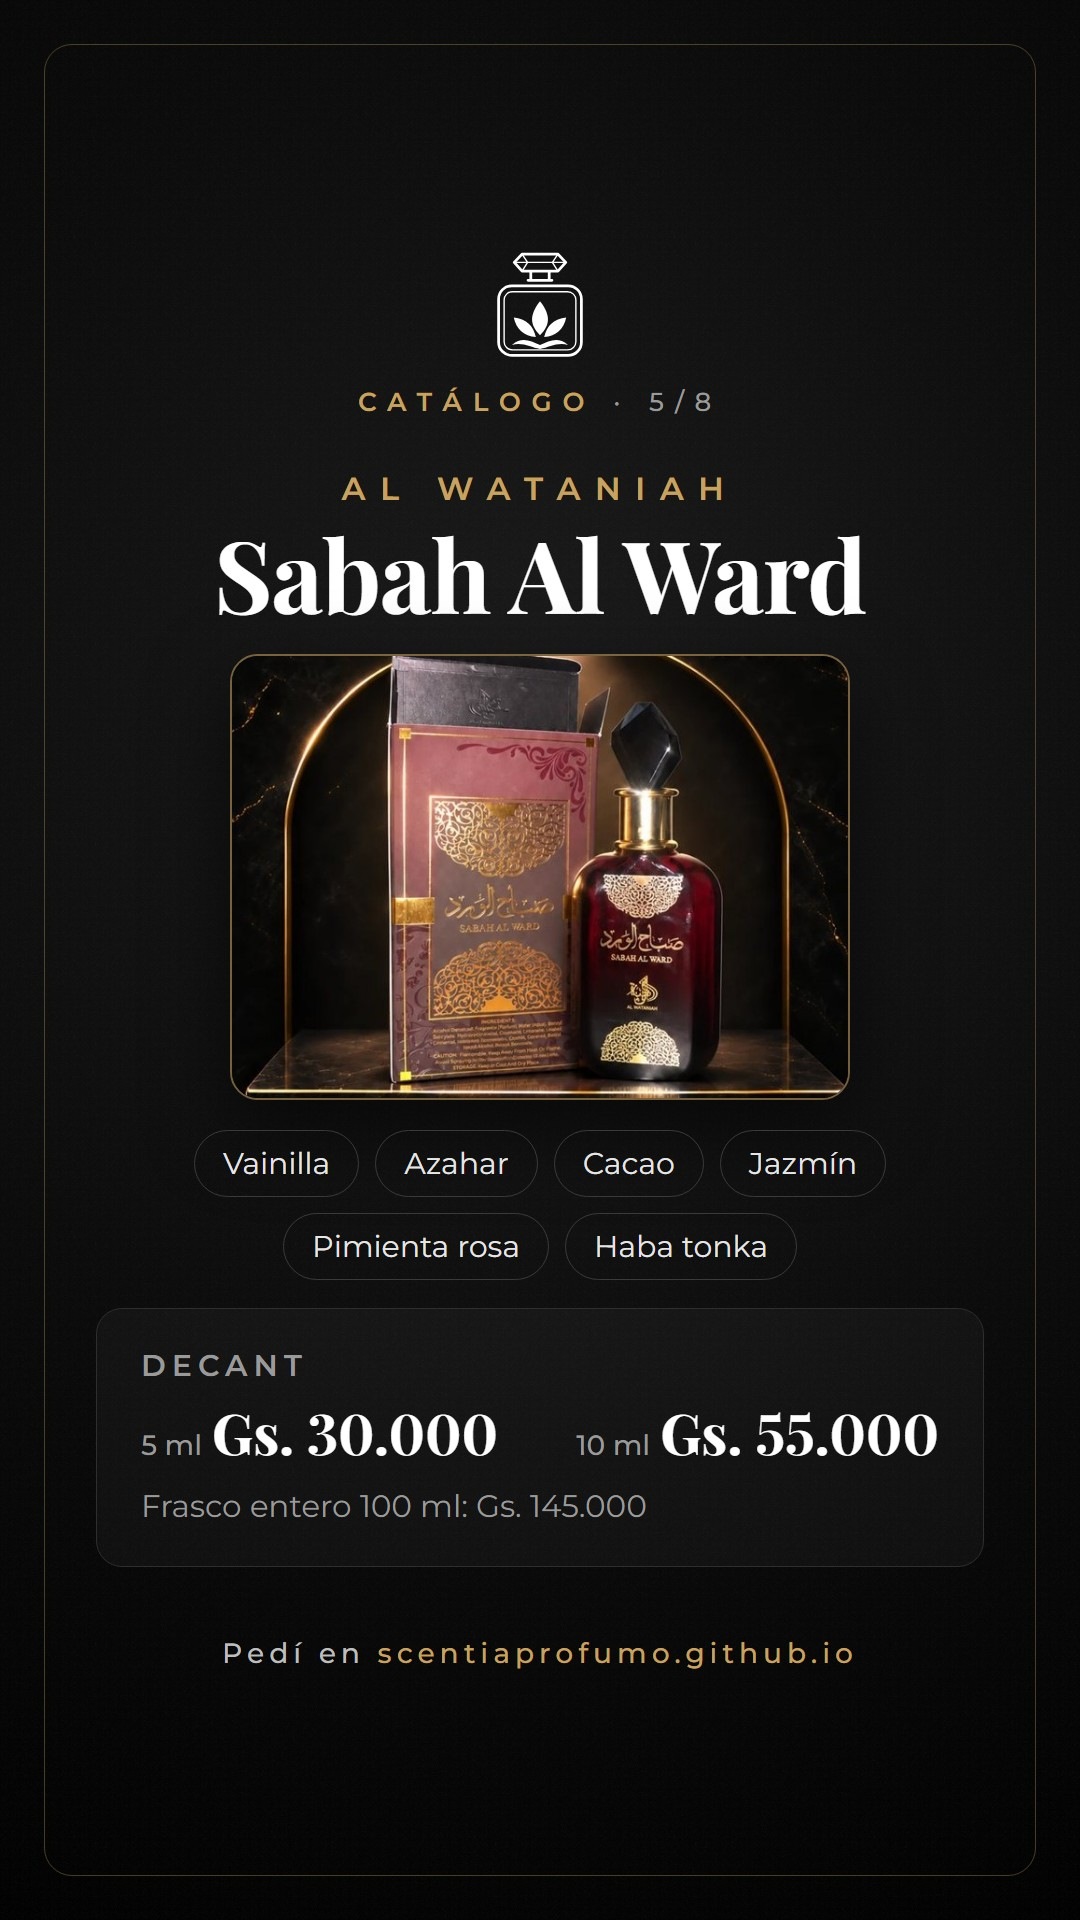 CATÁLOGO · 5/8
AL WATANIAH
Sabah Al Ward
صباح الورد
SABAH AL WARD
صباح الورد
SABAH AL WARD
AL WATANIAH
Vainilla
Azahar
Cacao
Jazmín
Pimienta rosa
Haba tonka
DECANT
5 ml Gs. 30.000
10 ml Gs. 55.000
Frasco entero 100 ml: Gs. 145.000
Pedí en scentiaprofumo.github.io